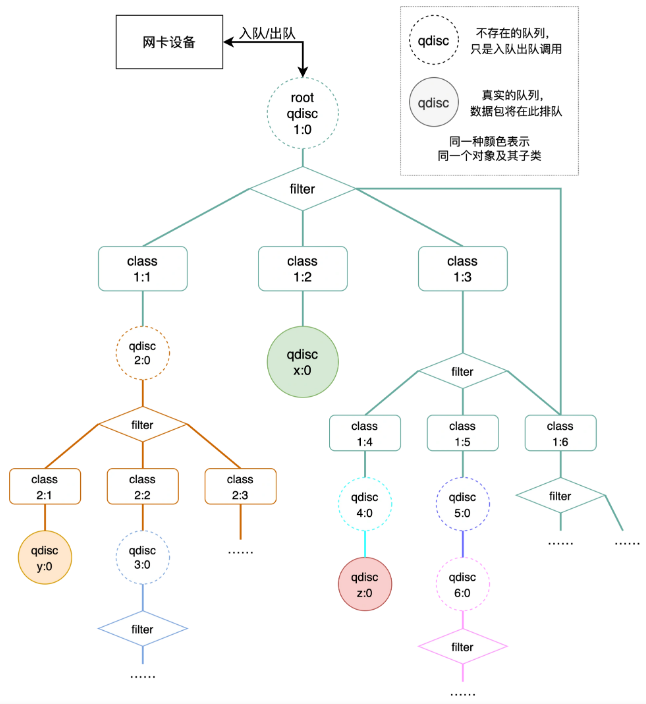 网卡设备
入队/出队
root
qdisc
1:0
qdisc
不存在的队列，
只是入队出队调用
qdisc
真实的队列，
数据包将在此排队
同一种颜色表示
同一个对象及其子类
filter
class
1:1
class
1:2
class
1:3
qdisc
2:0
qdisc
x:0
filter
filter
class
1:4
class
1:5
class
1:6
class
2:1
class
2:2
class
2:3
qdisc
4:0
qdisc
5:0
filter
......
......
......
qdisc
y:0
qdisc
3:0
qdisc
z:0
qdisc
6:0
filter
filter
......
......